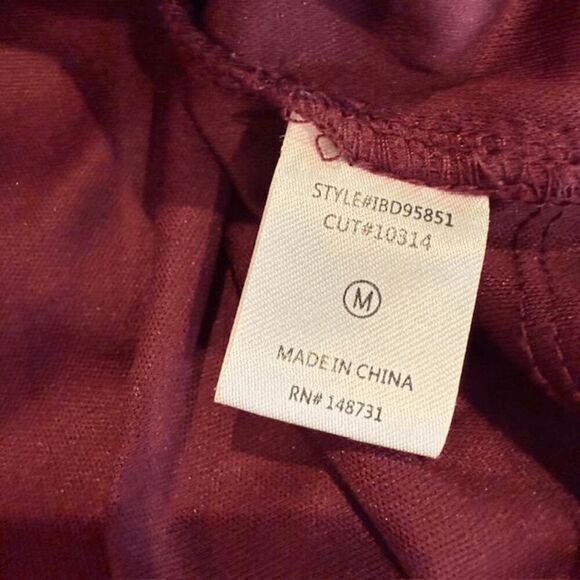 STYLE#IBD95851
CUT#10314
M
MADE IN CHINA
RN# 148731